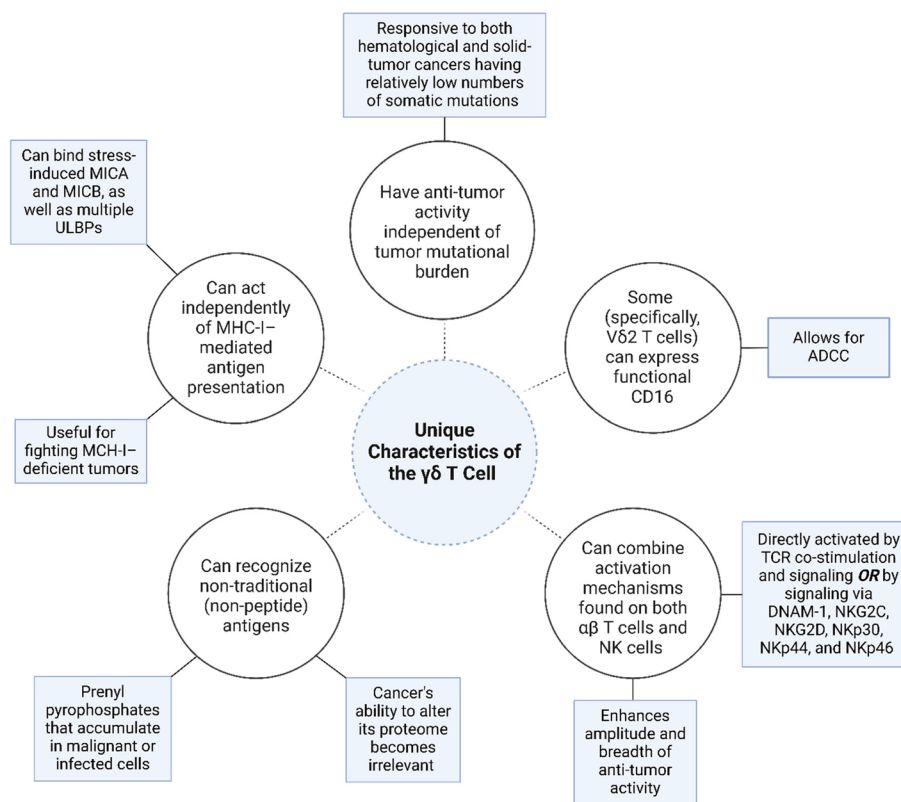 Responsive to both
hematological and solid-
tumor cancers having
relatively low numbers
of somatic mutations
Have anti-tumor
activity
independent of
tumor mutational
burden
Can bind stress-
induced MICA
and MICB, as
well as multiple
ULBPs
Can act
independently
of MHC-I–
mediated
antigen
presentation
Useful for
fighting MCH-I–
deficient tumors
Some
(specifically,
Vδ2 T cells)
can express
functional
CD16
Allows for
ADCC
Unique
Characteristics of
the γδ T Cell
Can recognize
non-traditional
(non-peptide)
antigens
Prenyl
pyrophosphates
that accumulate
in malignant or
infected cells
Cancer's
ability to alter
its proteome
becomes
irrelevant
Can combine
activation
mechanisms
found on both
αβ T cells and
NK cells
Directly activated by
TCR co-stimulation
and signaling OR by
signaling via
DNAM-1, NKG2C,
NKG2D, NKp30,
NKp44, and NKp46
Enhances
amplitude and
breadth of
anti-tumor
activity